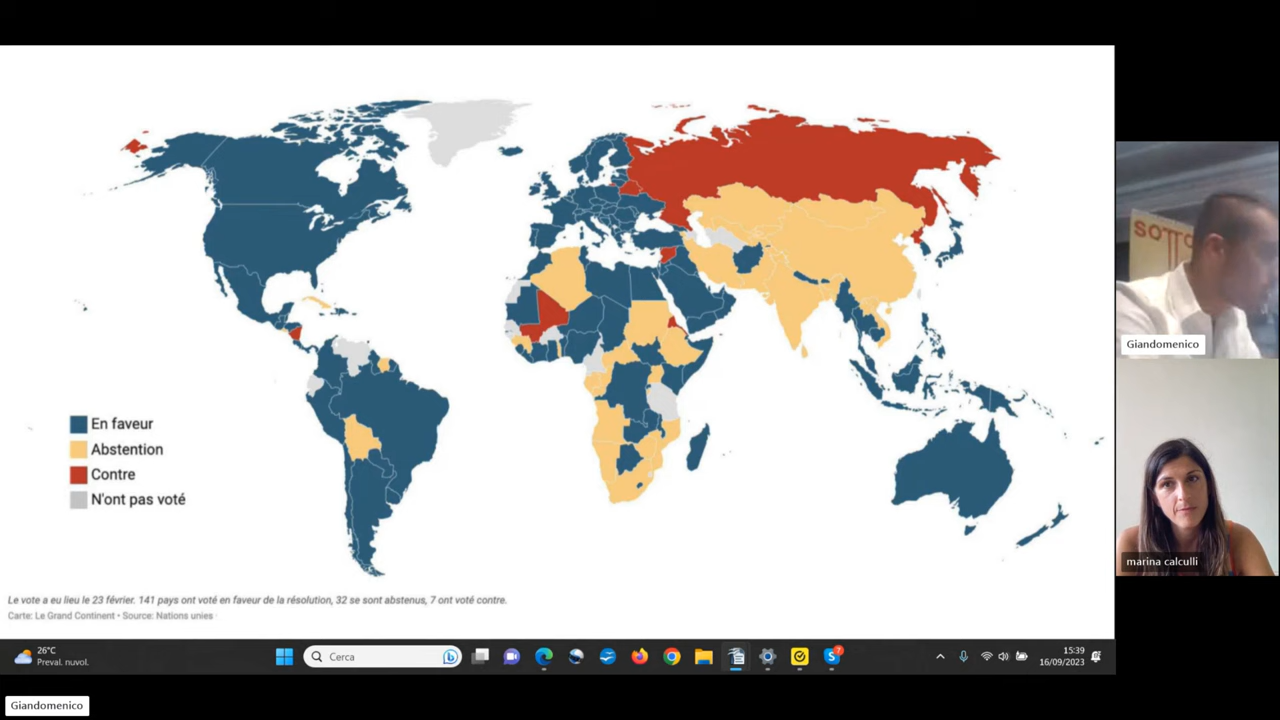 En faveur
Abstention
Contre
N'ont pas voté
Le vote a eu lieu le 23 février. 141 pays ont voté en faveur de la résolution, 32 se sont abstenus, 7 ont voté contre.
Carte: Le Grand Continent • Source: Nations unies
SOTTO
Giandomenico
marina calculli
26°C
Preval. nuvol.
Cerca
7
15:39
16/09/2023
Giandomenico